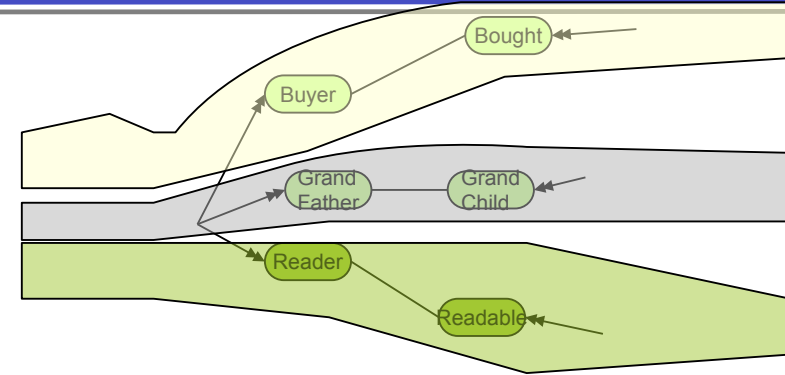 Bought
Buyer
Grand
Father
Grand
Child
Reader
Readable